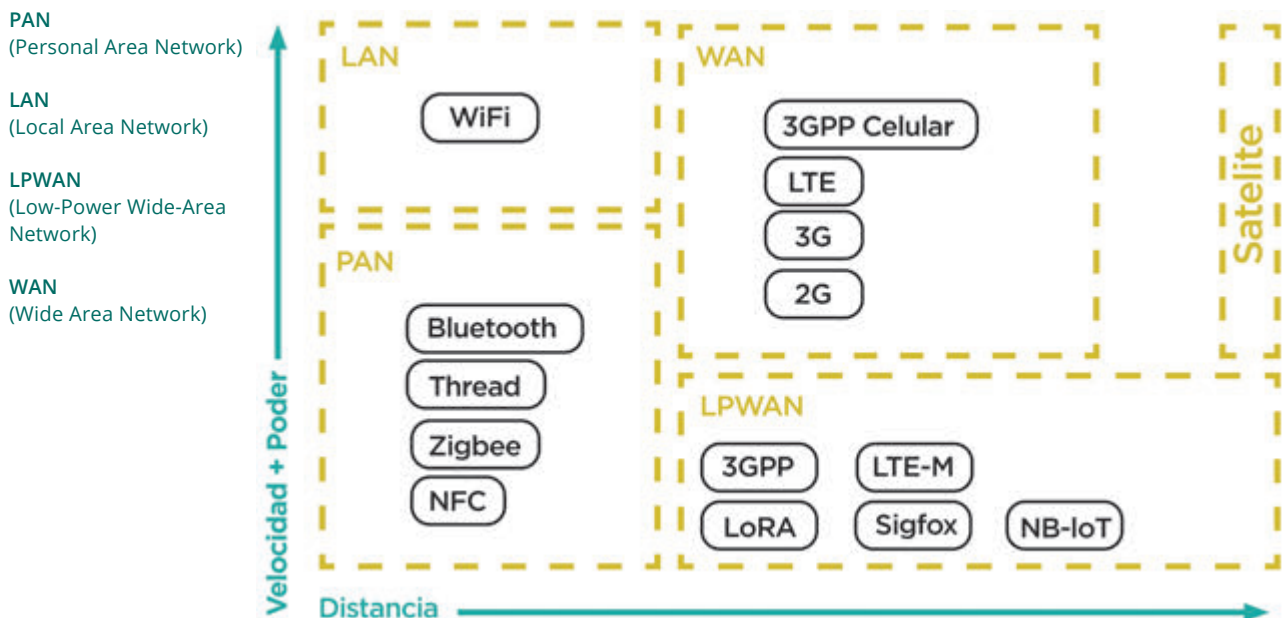 PAN
(Personal Area Network)
LAN
(Local Area Network)
LPWAN
(Low-Power Wide-Area
Network)
WAN
(Wide Area Network)
Velocidad + Poder
LAN
WiFi
PAN
Bluetooth
Thread
Zigbee
NFC
WAN
3GPP Celular
LTE
3G
2G
Satelite
LPWAN
3GPP
LTE-M
LoRA
Sigfox
NB-IoT
Distancia